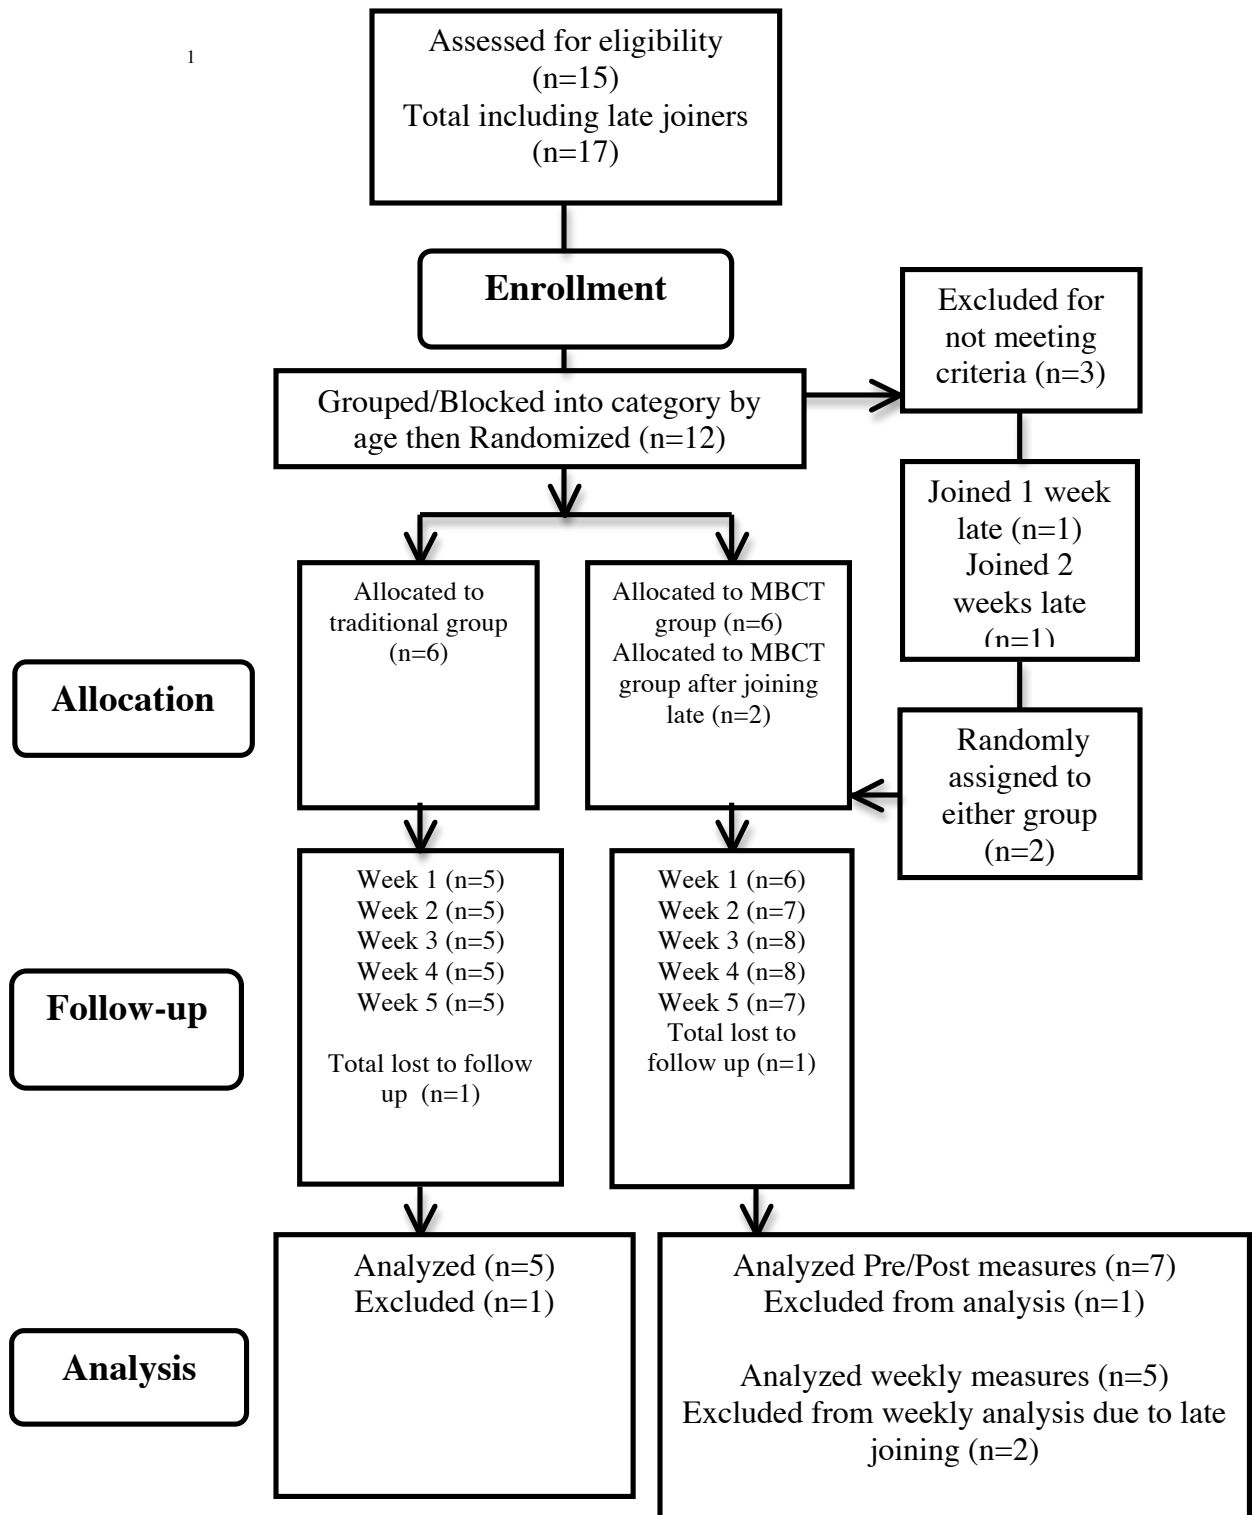 1
Assessed for eligibility
(n=15)
Total including late joiners
(n=17)
Enrollment
Excluded for
not meeting
criteria (n=3)
Grouped/Blocked into category by
age then Randomized (n=12)
Joined 1 week
late (n=1)
Joined 2
weeks late
(n=1)
Allocated to
traditional group
(n=6)
Allocated to MBCT
group (n=6)
Allocated to MBCT
group after joining
late (n=2)
Allocation
Randomly
assigned to
either group
(n=2)
Week 1 (n=5)
Week 2 (n=5)
Week 3 (n=5)
Week 4 (n=5)
Week 5 (n=5)
Total lost to follow
up (n=1)
Week 1 (n=6)
Week 2 (n=7)
Week 3 (n=8)
Week 4 (n=8)
Week 5 (n=7)
Total lost to
follow up (n=1)
Follow-up
Analyzed (n=5)
Excluded (n=1)
Analyzed Pre/Post measures (n=7)
Excluded from analysis (n=1)
Analyzed weekly measures (n=5)
Excluded from weekly analysis due to late
joining (n=2)
Analysis